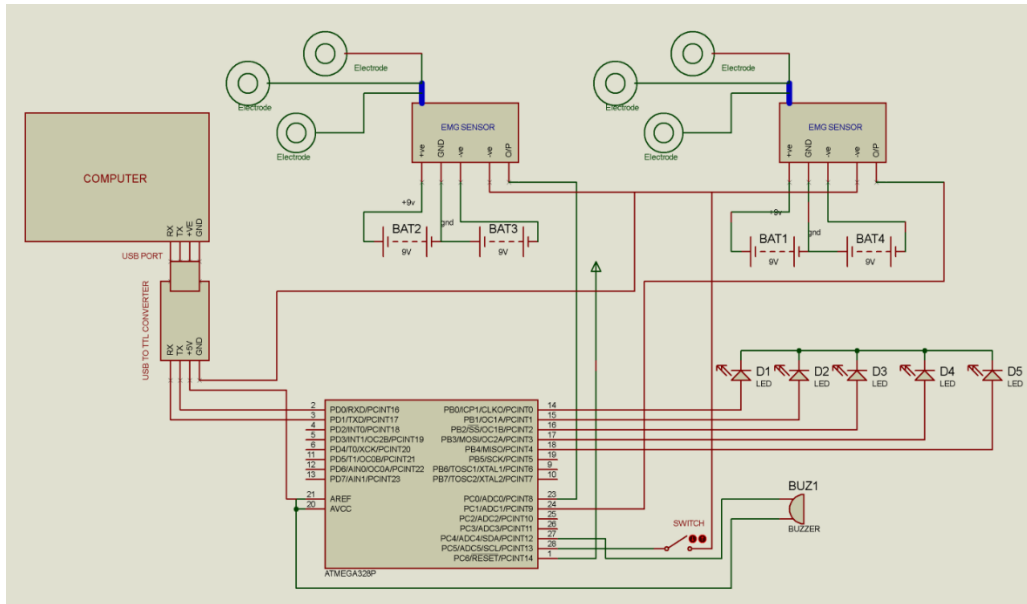 Electrode
Electrode
Electrode
Electrode
Electrode
Electrode
EMG SENSOR
+ve
GND
-ve
-ve
O/P
EMG SENSOR
+ve
GND
-ve
-ve
O/P
COMPUTER
RX
TX
+VE
GND
USB PORT
USB TO TTL CONVERTER
RX
TX
+5V
GND
+9v
gnd
BAT2
9V
BAT3
9V
+9v
gnd
BAT1
9V
BAT4
9V
D1
LED
D2
LED
D3
LED
D4
LED
D5
LED
2 PD0/RXD/PCINT16
3 PD1/TXD/PCINT17
4 PD2/INT0/PCINT18
5 PD3/INT1/OC2B/PCINT19
6 PD4/T0/XCK/PCINT20
11 PD5/T1/OC0B/PCINT21
12 PD6/AIN0/OC0A/PCINT22
13 PD7/AIN1/PCINT23
21 AREF
20 AVCC
PB0/ICP1/CLKO/PCINT0 14
PB1/OC1A/PCINT1 15
PB2/SS/OC1B/PCINT2 16
PB3/MOSI/OC2A/PCINT3 17
PB4/MISO/PCINT4 18
PB5/SCK/PCINT5 19
PB6/TOSC1/XTAL1/PCINT6 9
PB7/TOSC2/XTAL2/PCINT7 10
PC0/ADC0/PCINT8 23
PC1/ADC1/PCINT9 24
PC2/ADC2/PCINT10 25
PC3/ADC3/PCINT11 26
PC4/ADC4/SDA/PCINT12 27
PC5/ADC5/SCL/PCINT13 28
PC6/RESET/PCINT14 1
ATMEGA328P
SWITCH
BUZ1
BUZZER